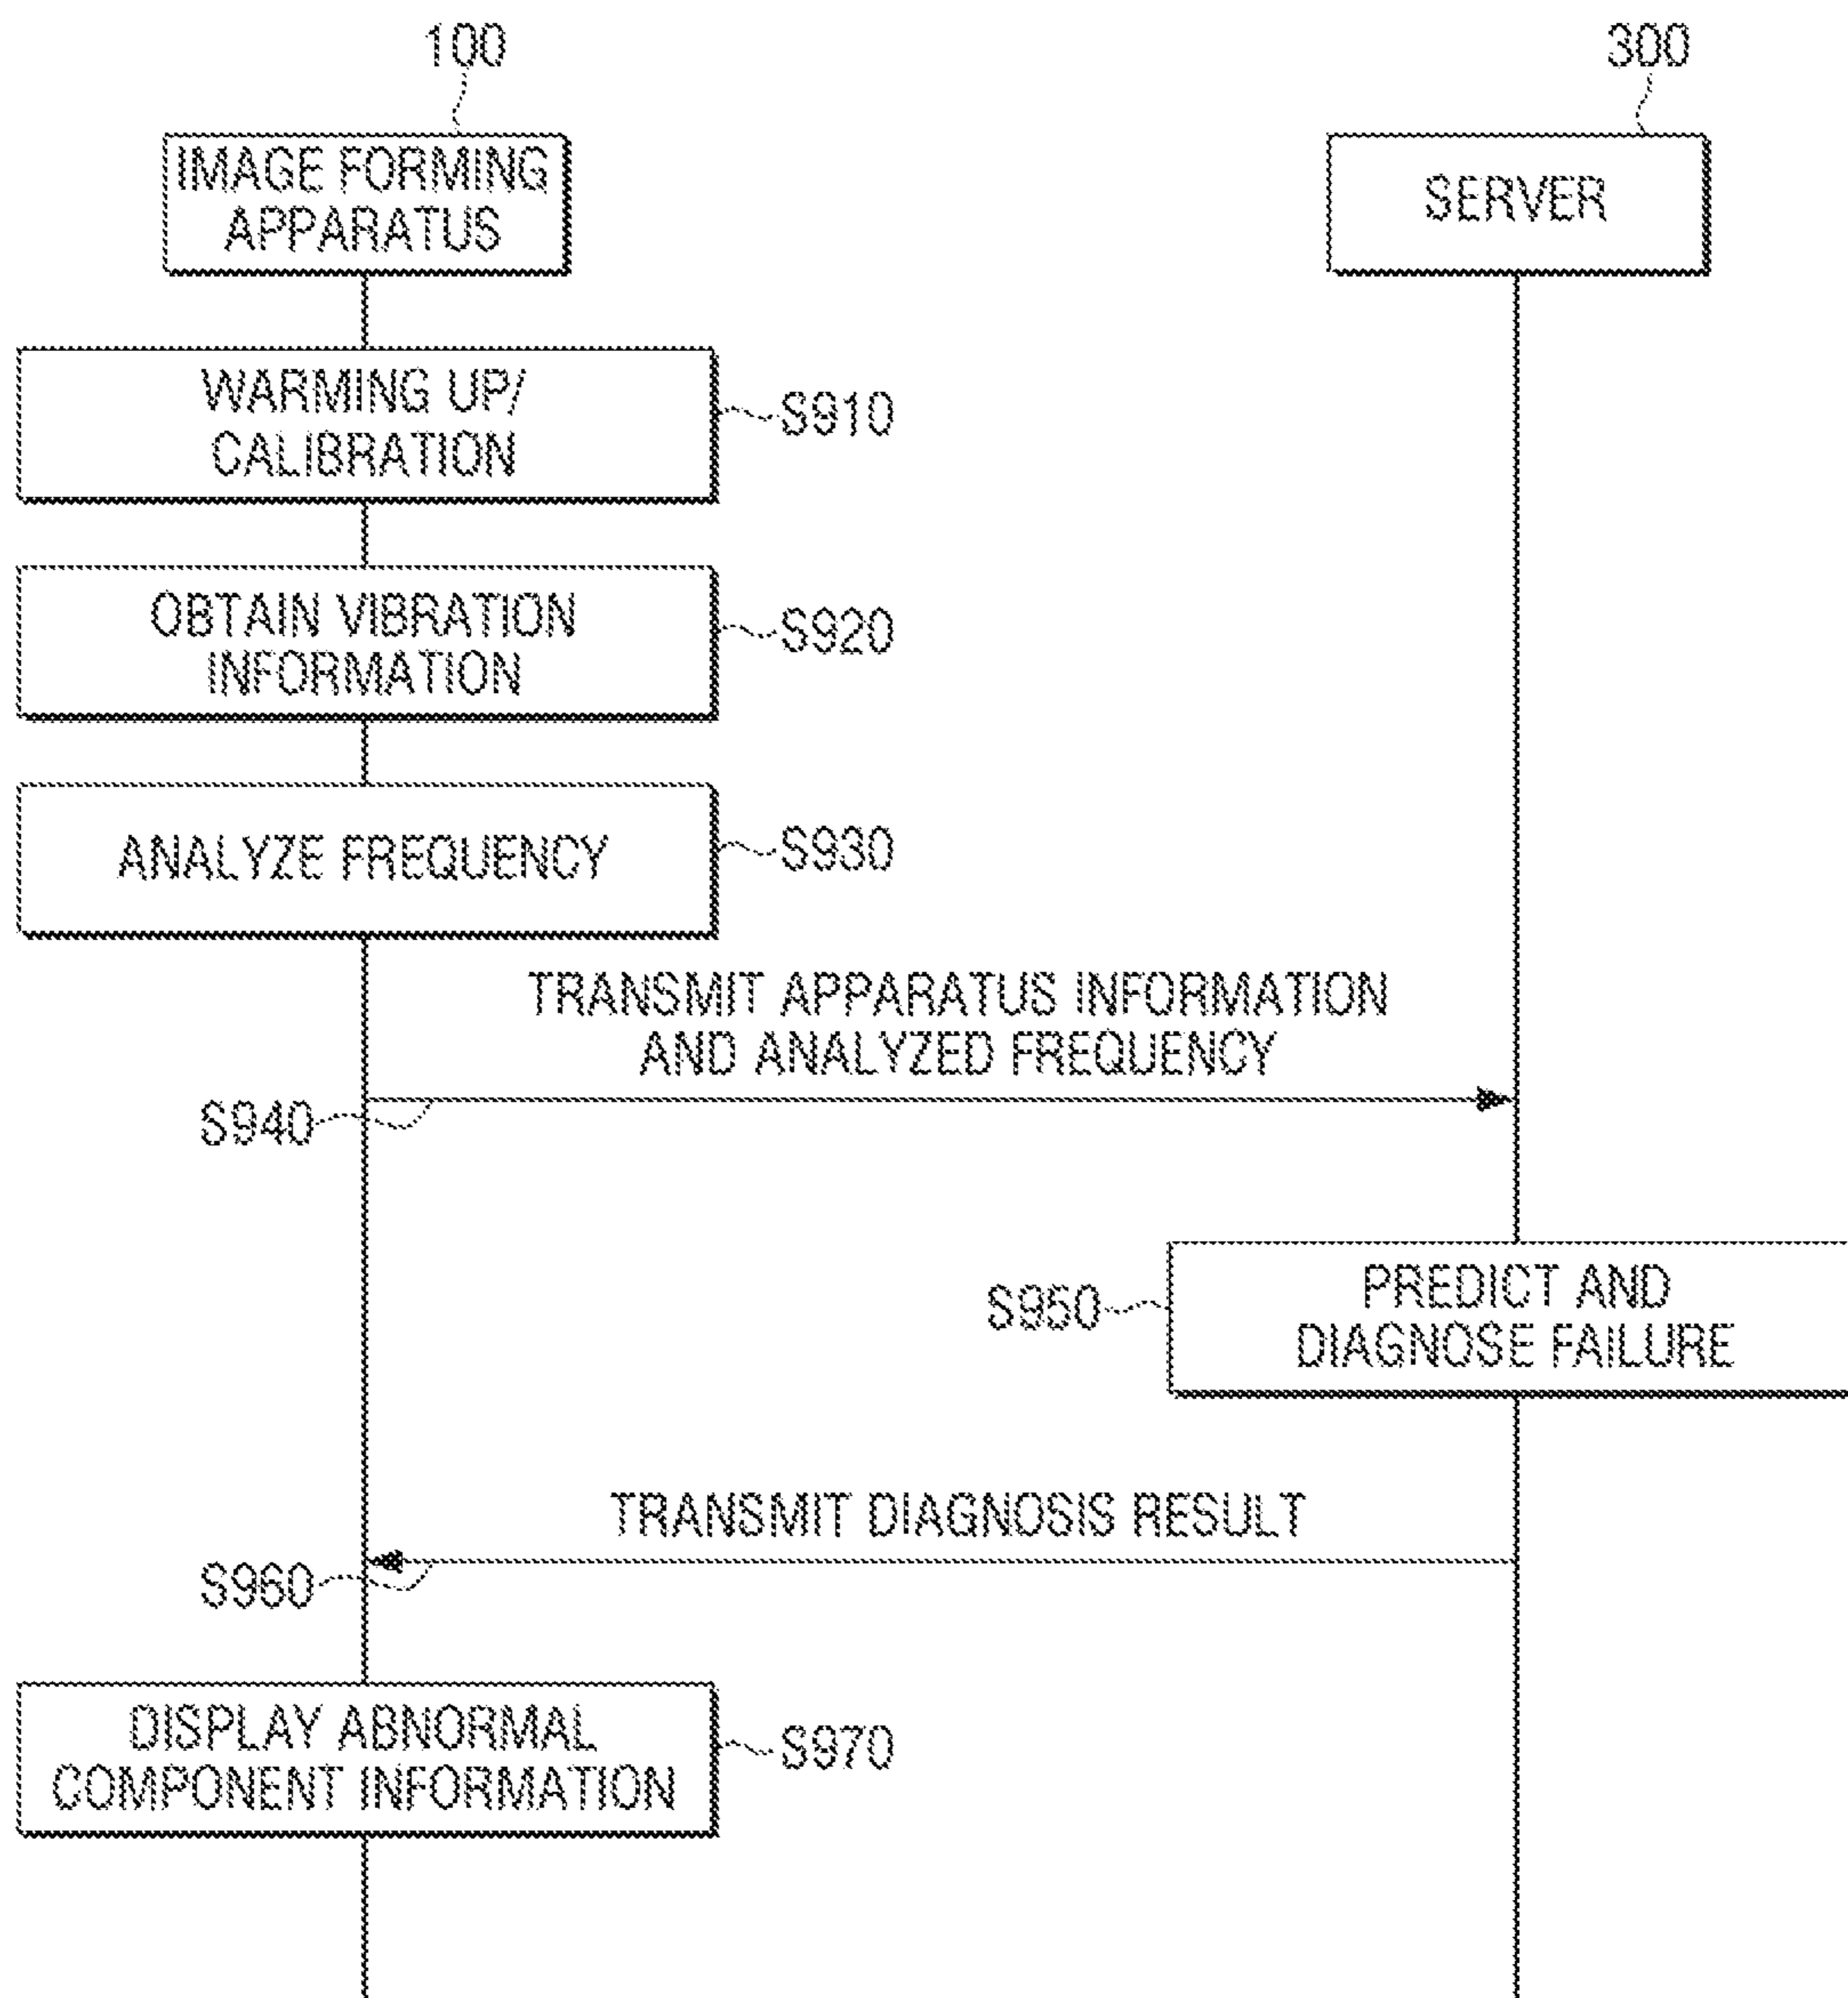 100
300
IMAGE FORMING
APPARATUS
SERVER
WARMING UP/
CALIBRATION
S910
OBTAIN VIBRATION
INFORMATION
S920
ANALYZE FREQUENCY
S930
TRANSMIT APPARATUS INFORMATION
AND ANALYZED FREQUENCY
S940
PREDICT AND
DIAGNOSE FAILURE
S950
TRANSMIT DIAGNOSIS RESULT
S960
DISPLAY ABNORMAL
COMPONENT INFORMATION
S970